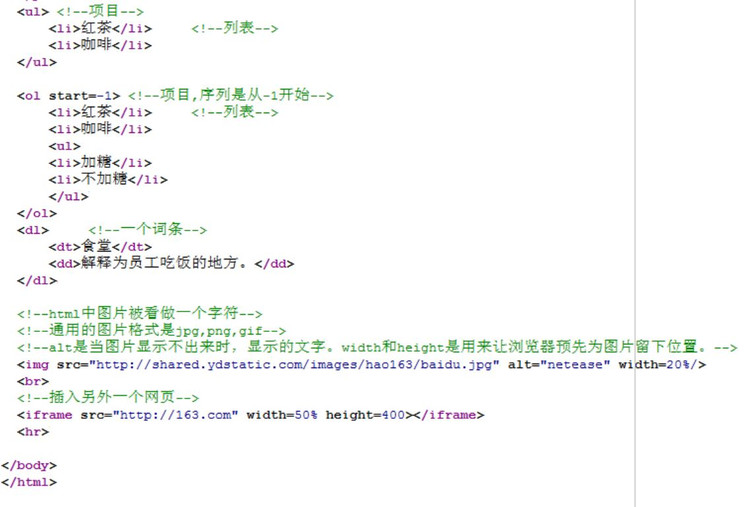 <ul> <!--项目-->
<li>红茶</li> <!--列表-->
<li>咖啡</li>
</ul>
<ol start=-1> <!--项目,序列是从-1开始-->
<li>红茶</li> <!--列表-->
<li>咖啡</li>
<ul>
<li>加糖</li>
<li>不加糖</li>
</ul>
</ol>
<dl> <!--一个词条-->
<dt>食堂</dt>
<dd>解释为员工吃饭的地方。</dd>
</dl>
<!--html中图片被看做一个字符-->
<!--通用的图片格式是jpg,png,gif-->
<!--alt是当图片显示不出来时，显示的文字。width和height是用来让浏览器预先为图片留下位置。-->
<img src="http://shared.ydstatic.com/images/hao163/baidu.jpg" alt="netease" width=20%/>
<br>
<!--插入另外一个网页-->
<iframe src="http://163.com" width=50% height=400></iframe>
<hr>
</body>
</html>